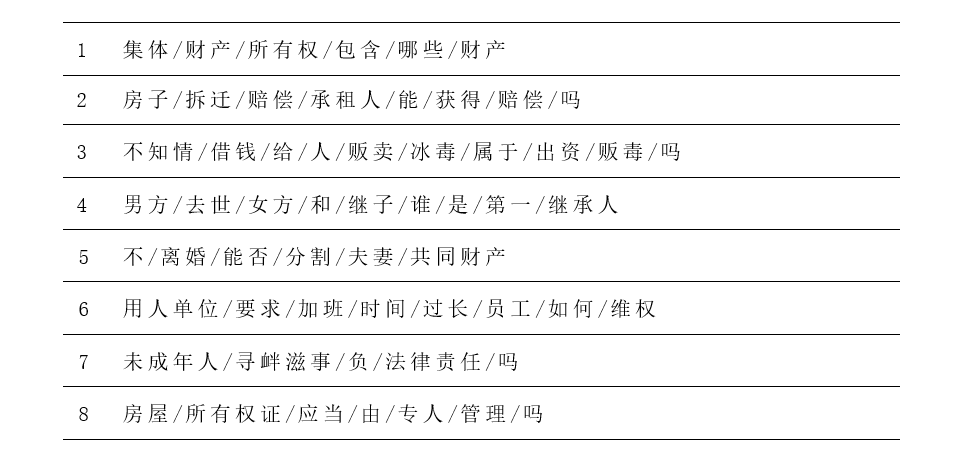 1 集体/财产/所有权/包含/哪些/财产
2 房子/拆迁/赔偿/承租人/能/获得/赔偿/吗
3 不知情/借钱/给/人/贩卖/冰毒/属于/出资/贩毒/吗
4 男方/去世/女方/和/继子/谁/是/第一/继承人
5 不/离婚/能否/分割/夫妻/共同财产
6 用人单位/要求/加班/时间/过长/员工/如何/维权
7 未成年人/寻衅滋事/负/法律责任/吗
8 房屋/所有权证/应当/由/专人/管理/吗